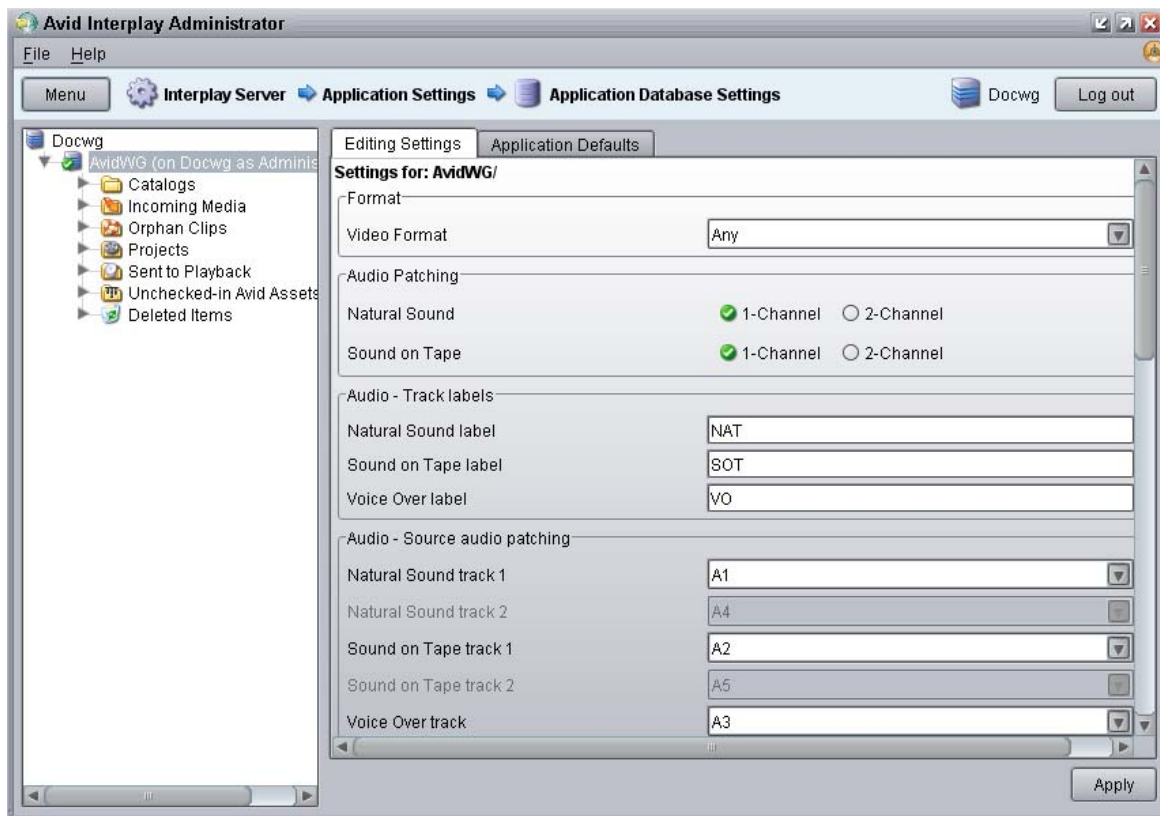 Avid Interplay Administrator
File Help
Menu Interplay Server Application Settings Application Database Settings Docwg Log out
Docwg
AvidWG (on Docwg as Adminis
Catalogs
Incoming Media
Orphan Clips
Projects
Sent to Playback
Unchecked-in Avid Assets
Deleted Items
Editing Settings Application Defaults
Settings for: AvidWG/
Format
Video Format Any
Audio Patching
Natural Sound 1-Channel 2-Channel
Sound on Tape 1-Channel 2-Channel
Audio - Track labels
Natural Sound label NAT
Sound on Tape label SOT
Voice Over label VO
Audio - Source audio patching
Natural Sound track 1 A1
Natural Sound track 2 A4
Sound on Tape track 1 A2
Sound on Tape track 2 A5
Voice Over track A3
Apply